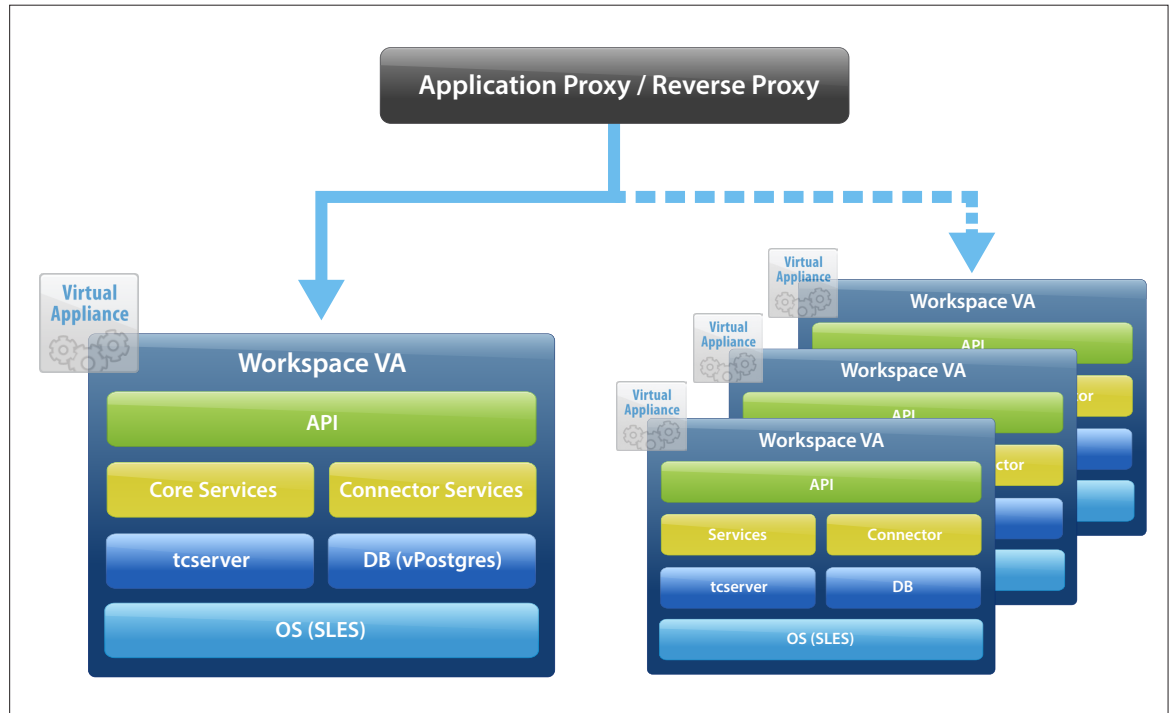 Application Proxy / Reverse Proxy
Virtual
Appliance
Workspace VA
API
Core Services
Connector Services
tcserver
DB (vPostgres)
OS (SLES)
Virtual
Appliance
Workspace VA
API
tor
Virtual
Appliance
Workspace VA
API
ctor
Virtual
Appliance
Workspace VA
API
Services
Connector
tcserver
DB
OS (SLES)